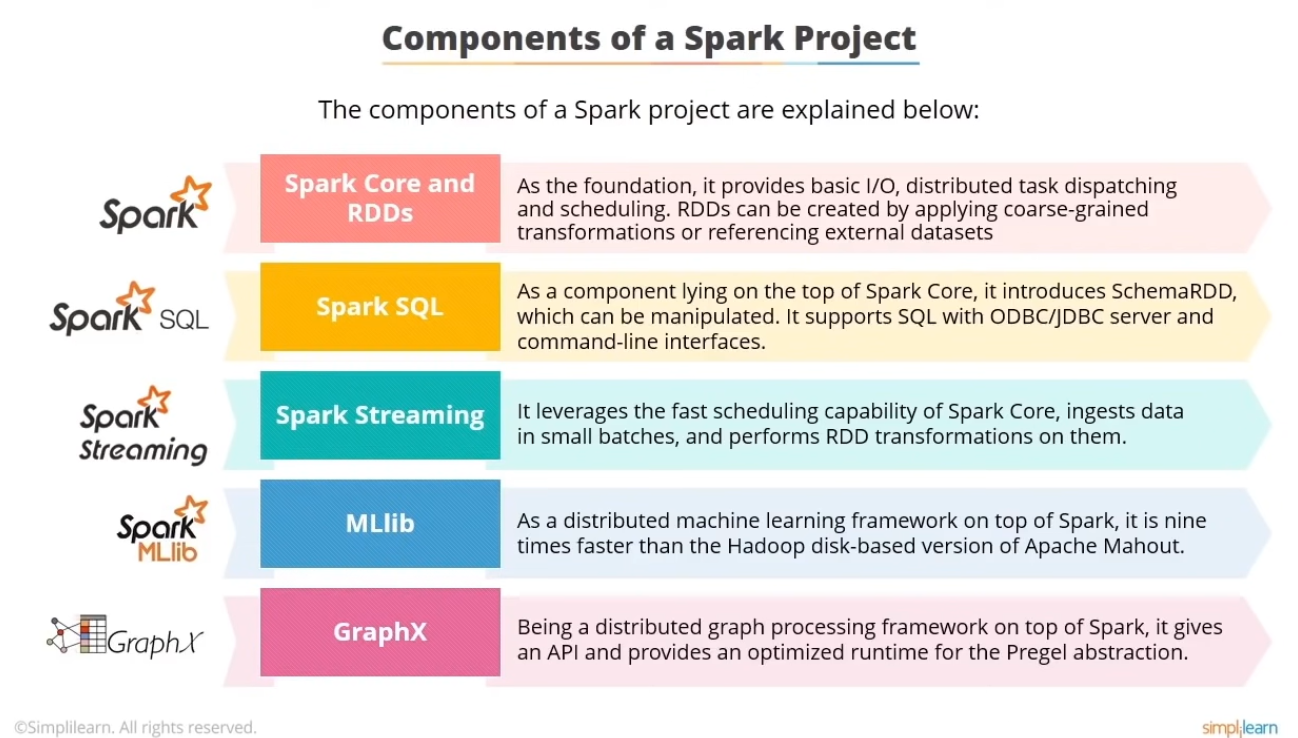 Components of a Spark Project
The components of a Spark project are explained below:
Spark
Spark Core and
RDDs
As the foundation, it provides basic I/O, distributed task dispatching
and scheduling. RDDs can be created by applying coarse-grained
transformations or referencing external datasets
Spark SQL
Spark SQL
As a component lying on the top of Spark Core, it introduces SchemaRDD,
which can be manipulated. It supports SQL with ODBC/JDBC server and
command-line interfaces.
Spark
Streaming
Spark Streaming
It leverages the fast scheduling capability of Spark Core, ingests data
in small batches, and performs RDD transformations on them.
Spark
MLlib
MLlib
As a distributed machine learning framework on top of Spark, it is nine
times faster than the Hadoop disk-based version of Apache Mahout.
GraphX
GraphX
Being a distributed graph processing framework on top of Spark, it gives
an API and provides an optimized runtime for the Pregel abstraction.
©Simplilearn. All rights reserved.
simplilearn